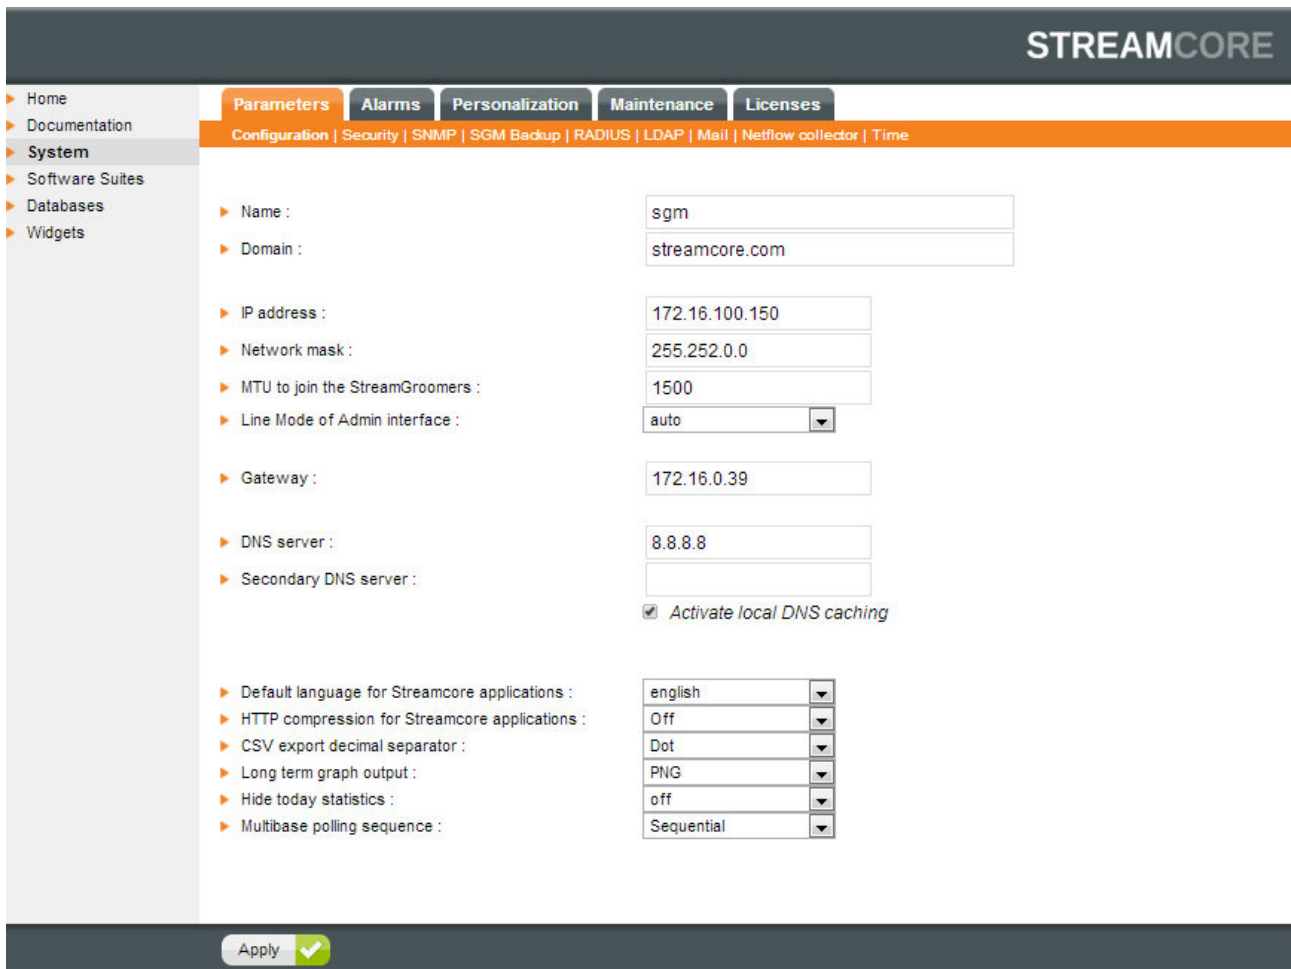 STREAMCORE
Home
Documentation
System
Software Suites
Databases
Widgets
Parameters Alarms Personalization Maintenance Licenses
Configuration | Security | SNMP | SGM Backup | RADIUS | LDAP | Mail | Netflow collector | Time
Name : sgm
Domain : streamcore.com
IP address : 172.16.100.150
Network mask : 255.252.0.0
MTU to join the StreamGroomers : 1500
Line Mode of Admin interface : auto
Gateway : 172.16.0.39
DNS server : 8.8.8.8
Secondary DNS server :
Activate local DNS caching
Default language for Streamcore applications : english
HTTP compression for Streamcore applications : Off
CSV export decimal separator : Dot
Long term graph output : PNG
Hide today statistics : off
Multibase polling sequence : Sequential
Apply